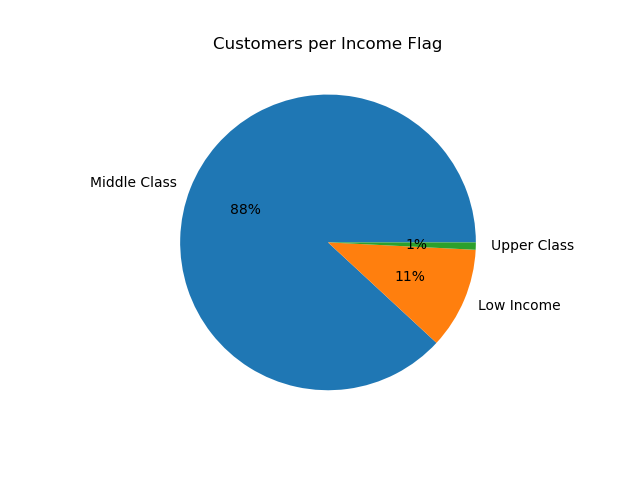 Customers per Income Flag
Middle Class
88%
1%
Upper Class
11%
Low Income